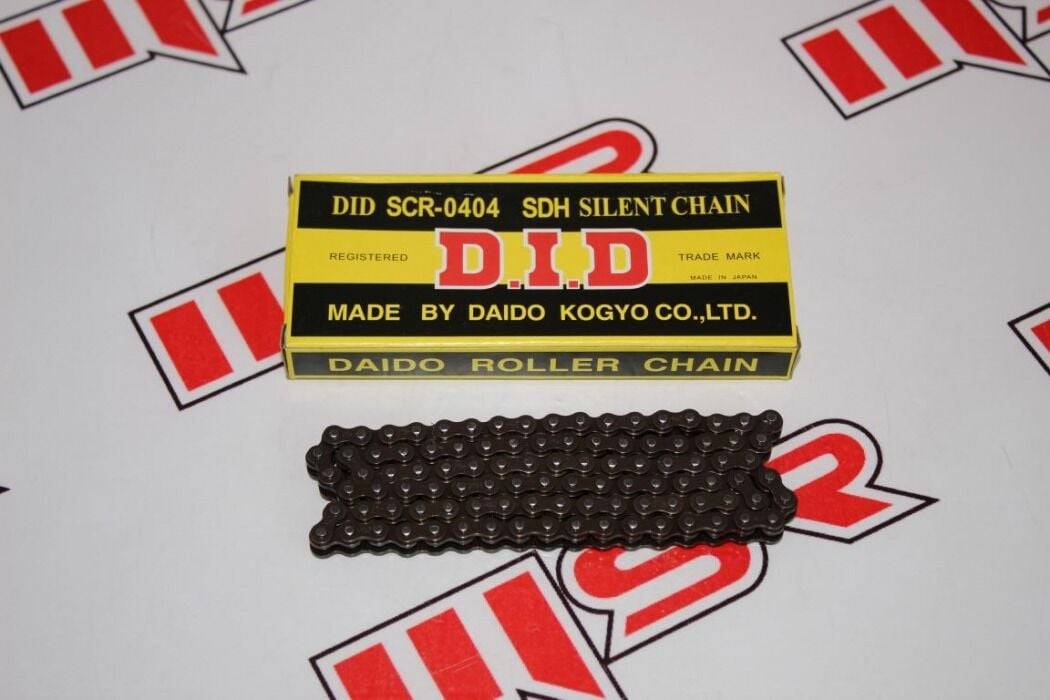 DID SCR-0404 SDH SILENT CHAIN
REGISTERED D.I.D TRADE MARK
MADE IN JAPAN
MADE BY DAIDO KOGYO CO.,LTD.
DAIDO ROLLER CHAIN